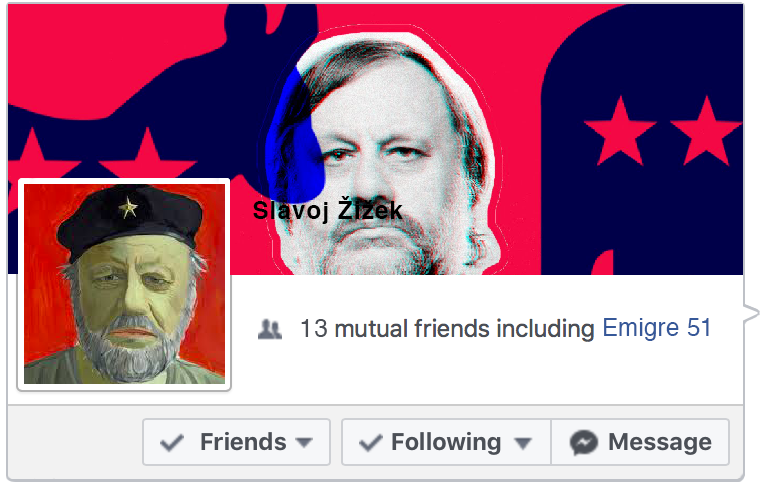 Slavoj Žižek
13 mutual friends including Emigre 51
Friends
Following
Message